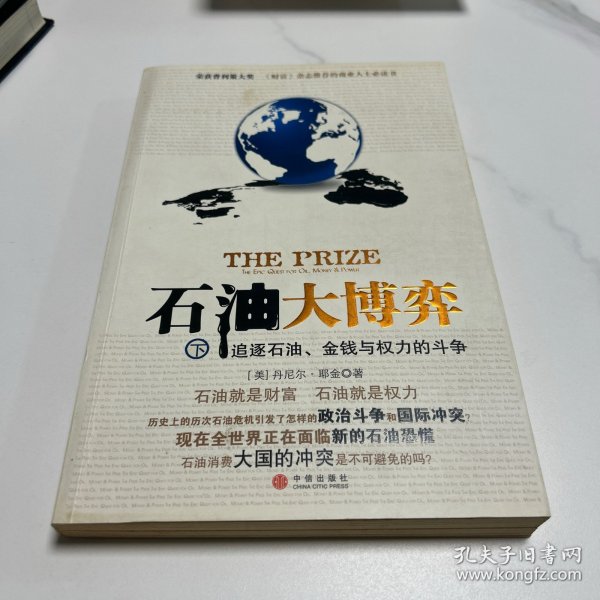 荣获普利策大奖 《财富》杂志推荐的商业人士必读书
THE PRIZE
THE EPIC QUEST FOR OIL, MONEY & POWER
石油大博弈
下 追逐石油、金钱与权力的斗争
[美]丹尼尔·耶金◎著
石油就是财富 石油就是权力
历史上的历次石油危机引发了怎样的政治斗争和国际冲突?
现在全世界正在面临新的石油恐慌
石油消费大国的冲突是不可避免的吗?
中信出版社
CHINA CITIC PRESS
孔夫子旧书网
www.kongfz.com